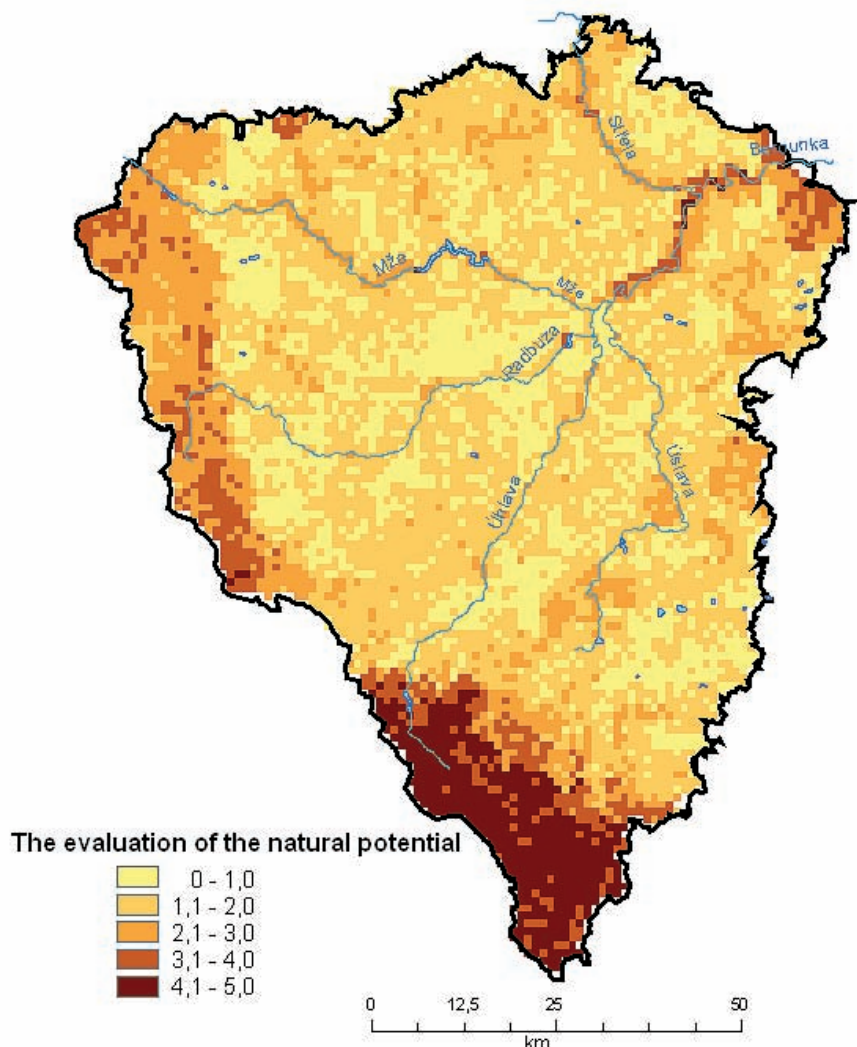 Střela
Berounka
Mže
Mže
Radbuza
Úhlava
Úslava
The evaluation of the natural potential
0 - 1,0
1,1 - 2,0
2,1 - 3,0
3,1 - 4,0
4,1 - 5,0
0 12,5 25 50
km